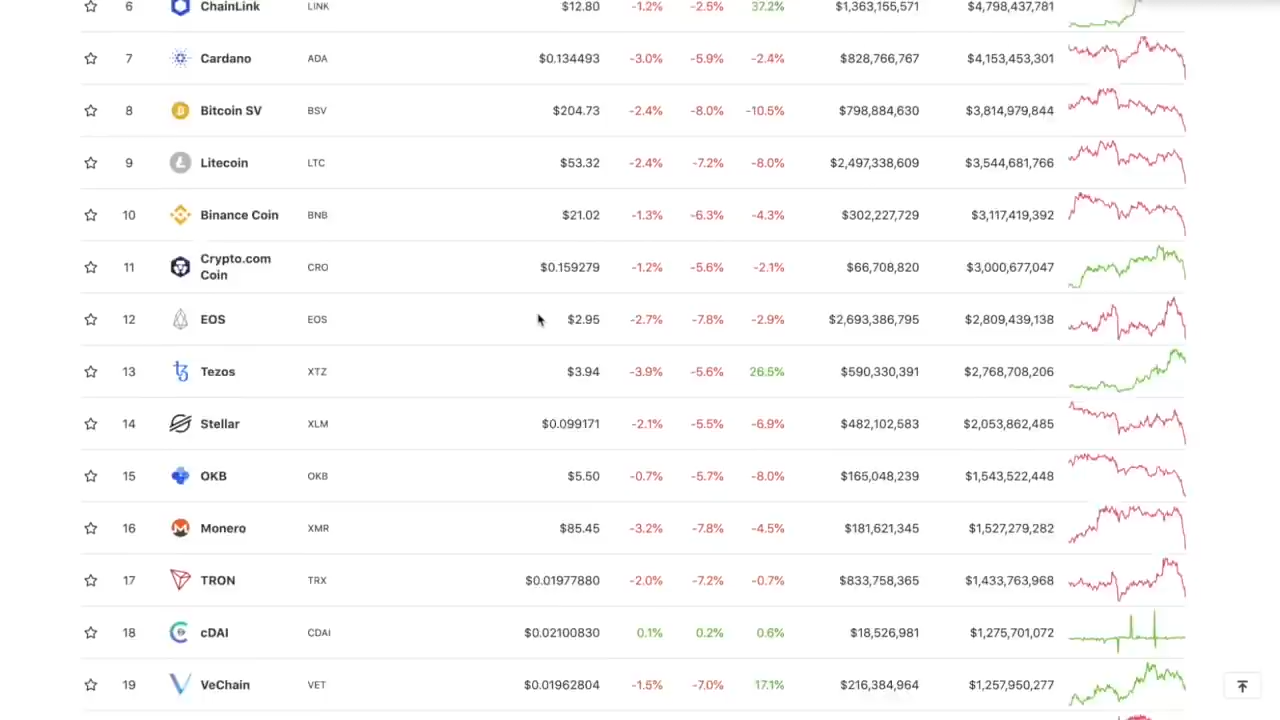 6 ChainLink LINK $12.80 -1.2% -2.5% 37.2% $1,363,155,571 $4,798,437,781
7 Cardano ADA $0.134493 -3.0% -5.9% -2.4% $828,766,767 $4,153,453,301
8 Bitcoin SV BSV $204.73 -2.4% -8.0% -10.5% $798,884,630 $3,814,979,844
9 Litecoin LTC $53.32 -2.4% -7.2% -8.0% $2,497,338,609 $3,544,681,766
10 Binance Coin BNB $21.02 -1.3% -6.3% -4.3% $302,227,729 $3,117,419,392
11 Crypto.com Coin CRO $0.159279 -1.2% -5.6% -2.1% $66,708,820 $3,000,677,047
12 EOS EOS $2.95 -2.7% -7.8% -2.9% $2,693,386,795 $2,809,439,138
13 Tezos XTZ $3.94 -3.9% -5.6% 26.5% $590,330,391 $2,768,708,206
14 Stellar XLM $0.099171 -2.1% -5.5% -6.9% $482,102,583 $2,053,862,485
15 OKB OKB $5.50 -0.7% -5.7% -8.0% $165,048,239 $1,543,522,448
16 Monero XMR $85.45 -3.2% -7.8% -4.5% $181,621,345 $1,527,279,282
17 TRON TRX $0.01977880 -2.0% -7.2% -0.7% $833,758,365 $1,433,763,968
18 cDAI CDAI $0.02100830 0.1% 0.2% 0.6% $18,526,981 $1,275,701,072
19 VeChain VET $0.01962804 -1.5% -7.0% 17.1% $216,384,964 $1,257,950,277